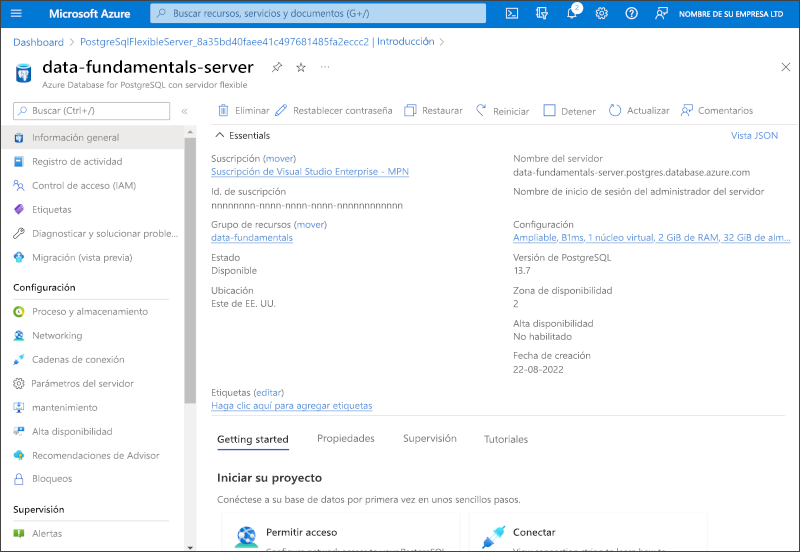 Microsoft Azure
Buscar recursos, servicios y documentos (G+/)
2
NOMBRE DE SU EMPRESA LTD
Dashboard > PostgreSqlFlexibleServer_8a35bd40faee41c497681485fa2eccc2 | Introducción >
data-fundamentals-server
Azure Database for PostgreSQL con servidor flexible
Buscar (Ctrl+/)
Información general
Registro de actividad
Control de acceso (IAM)
Etiquetas
Diagnosticar y solucionar proble...
Migración (vista previa)
Configuración
Proceso y almacenamiento
Networking
Cadenas de conexión
Parámetros del servidor
mantenimiento
Alta disponibilidad
Recomendaciones de Advisor
Bloqueos
Supervisión
Alertas
Eliminar
Restablecer contraseña
Restaurar
Reiniciar
Detener
Actualizar
Comentarios
Essentials
Vista JSON
Suscripción (mover)
Suscripción de Visual Studio Enterprise - MPN
Id. de suscripción
nnnnnnnn-nnnn-nnnn-nnnn-nnnnnnnnnnnn
Grupo de recursos (mover)
data-fundamentals
Estado
Disponible
Ubicación
Este de EE. UU.
Nombre del servidor
data-fundamentals-server.postgres.database.azure.com
Nombre de inicio de sesión del administrador del servidor
Configuración
Ampliable, B1ms, 1 núcleo virtual, 2 GiB de RAM, 32 GiB de alm...
Versión de PostgreSQL
13.7
Zona de disponibilidad
2
Alta disponibilidad
No habilitado
Fecha de creación
22-08-2022
Etiquetas (editar)
Haga clic aquí para agregar etiquetas
Getting started
Propiedades
Supervisión
Tutoriales
Iniciar su proyecto
Conéctese a su base de datos por primera vez en unos sencillos pasos.
Permitir acceso
Conectar